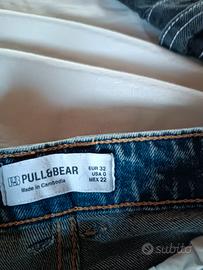 PULL&BEAR
Made in Cambodia
EUR 32
USA 0
MEX 22
subito